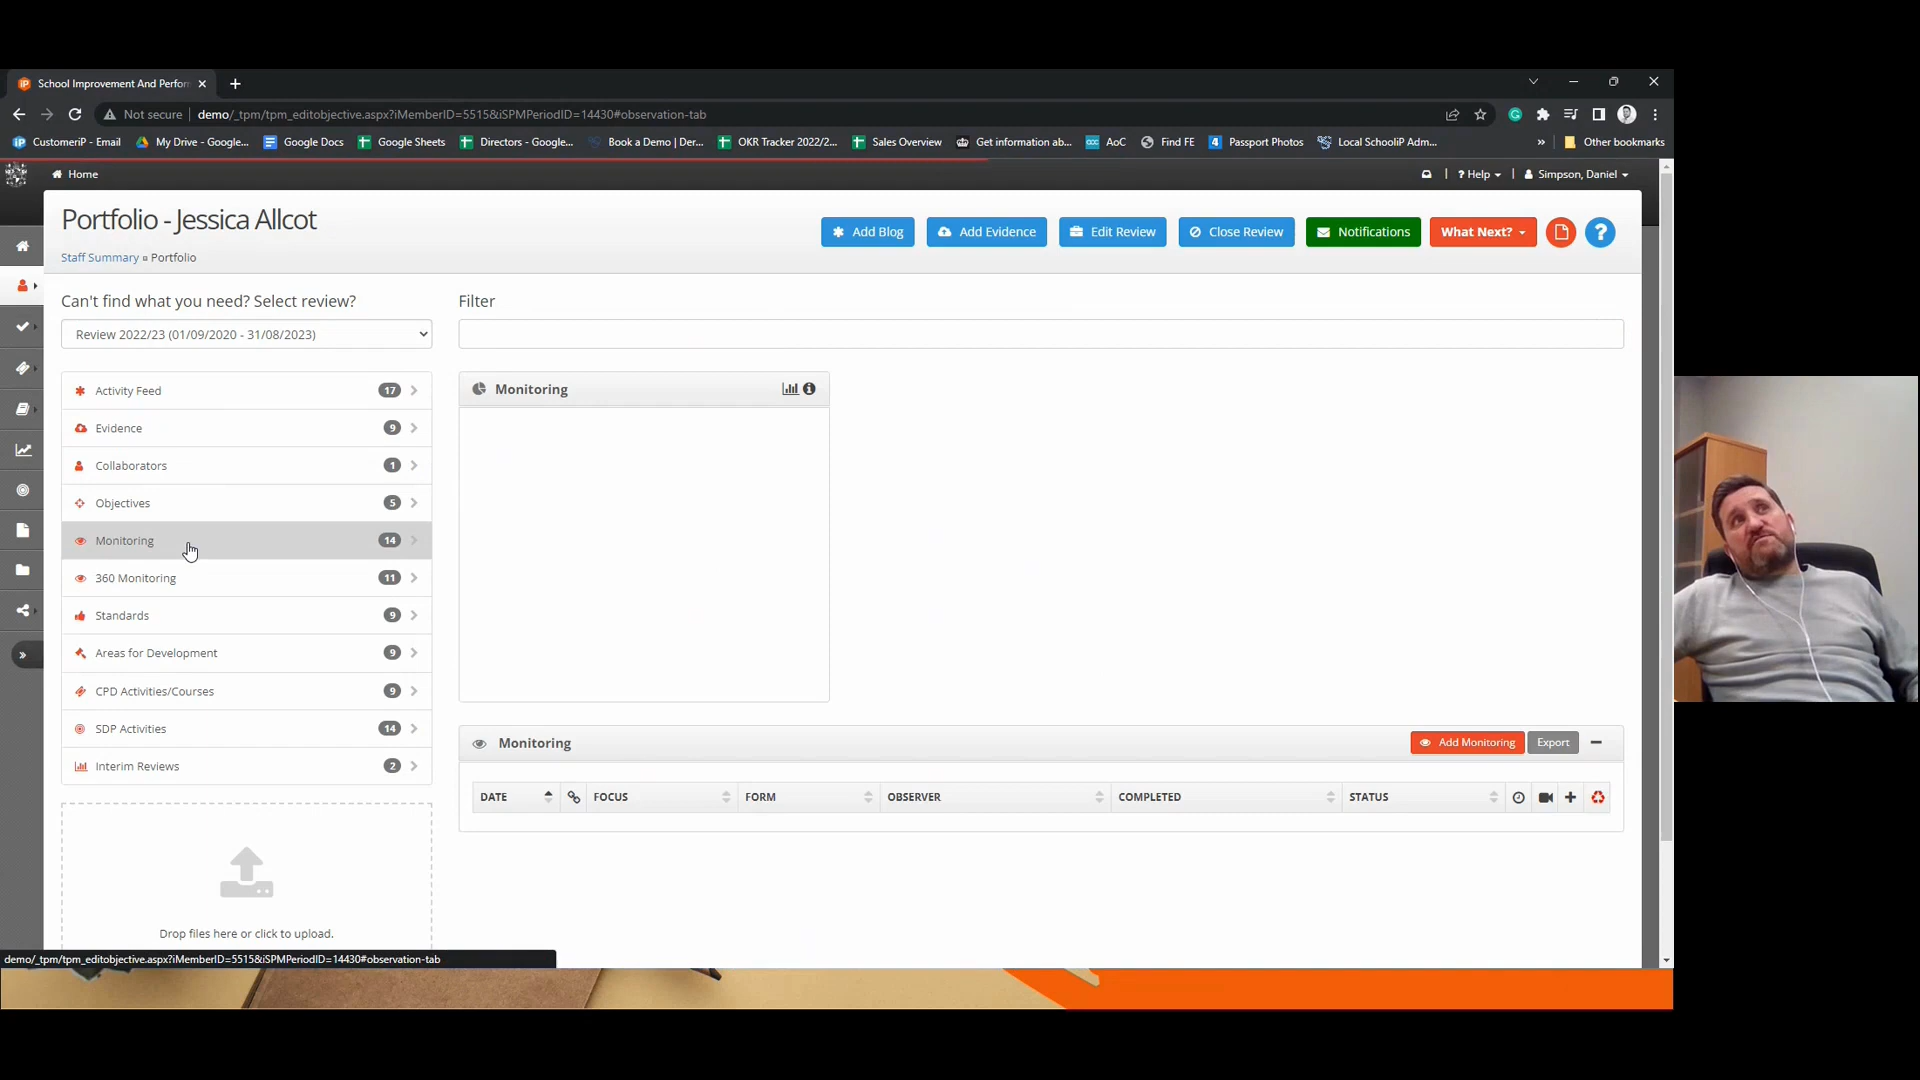 School Improvement And Perfor
Not secure demo/_tpm/tpm_editobjective.aspx?iMemberID=5515&iSPMPeriodID=14430#observation-tab
CustomeriP - Email My Drive - Google... Google Docs Google Sheets Directors - Google... Book a Demo | Der... OKR Tracker 2022/2... Sales Overview Get information ab... AoC Find FE Passport Photos Local SchooliP Adm... » Other bookmarks
Home ? Help Simpson, Daniel
Portfolio - Jessica Allcot
Add Blog Add Evidence Edit Review Close Review Notifications What Next? ?
Staff Summary » Portfolio
Can't find what you need? Select review? Filter
Review 2022/23 (01/09/2020 - 31/08/2023)
Activity Feed 17
Evidence 9
Collaborators 1
Objectives 5
Monitoring 14
360 Monitoring 11
Standards 9
Areas for Development 9
CPD Activities/Courses 9
SDP Activities 14
Interim Reviews 2
Monitoring
Monitoring Add Monitoring Export
DATE FOCUS FORM OBSERVER COMPLETED STATUS
Drop files here or click to upload.
demo/_tpm/tpm_editobjective.aspx?iMemberID=5515&iSPMPeriodID=14430#observation-tab